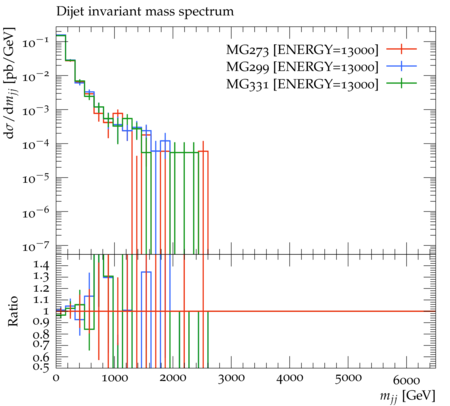 Dijet invariant mass spectrum
dσ/dm_jj [pb/GeV]
MG273 [ENERGY=13000]
MG299 [ENERGY=13000]
MG331 [ENERGY=13000]
10⁻¹
10⁻²
10⁻³
10⁻⁴
10⁻⁵
10⁻⁶
10⁻⁷
Ratio
1.4
1.3
1.2
1.1
1
0.9
0.8
0.7
0.6
0.5
0 1000 2000 3000 4000 5000 6000
m_jj [GeV]